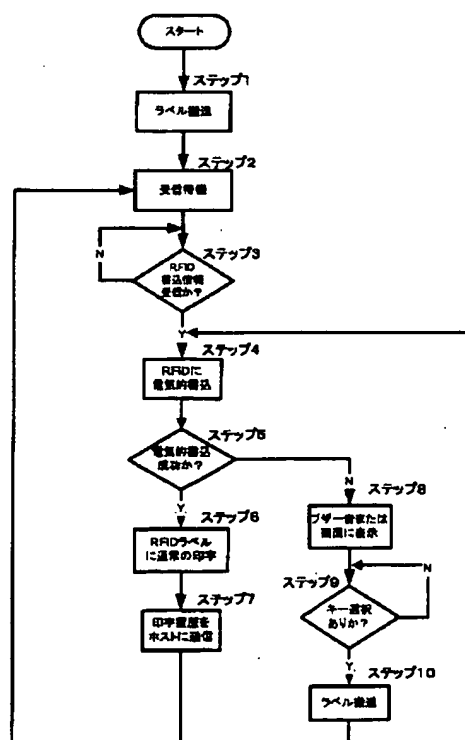 スタート
ステップ1
ラベル搬送
ステップ2
受信待機
N
ステップ3
RFID
書込情報
受信か？
Y
ステップ4
RFIDに
電気的書込
ステップ5
電気的書込
成功か？
N
ステップ8
Y
ステップ6
ブザー音または
画面に表示
RFIDラベル
に通常の印字
N
ステップ9
ステップ7
キー選択
ありか？
印字履歴を
ホストに送信
Y
ステップ10
ラベル搬送